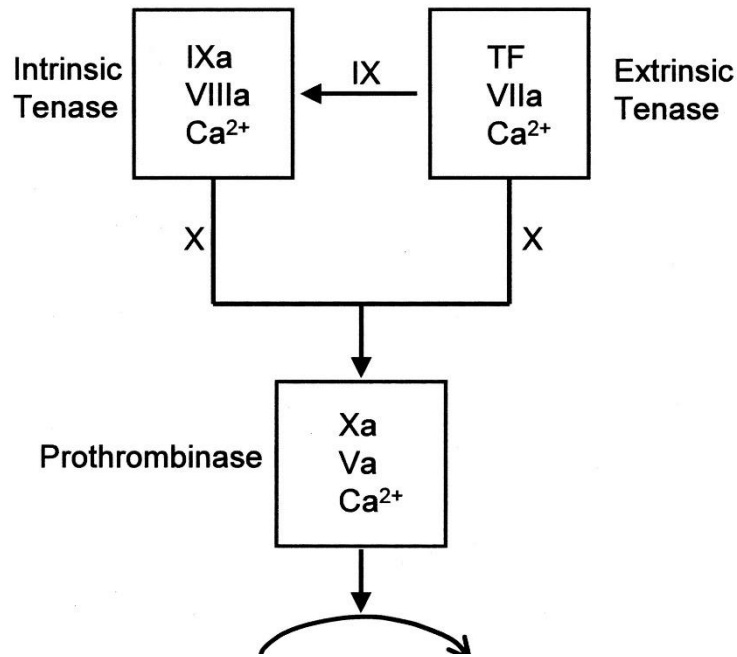 Intrinsic
Tenase
IXa
VIIIa
Ca²⁺
IX
TF
VIIa
Ca²⁺
Extrinsic
Tenase
X
X
Prothrombinase
Xa
Va
Ca²⁺